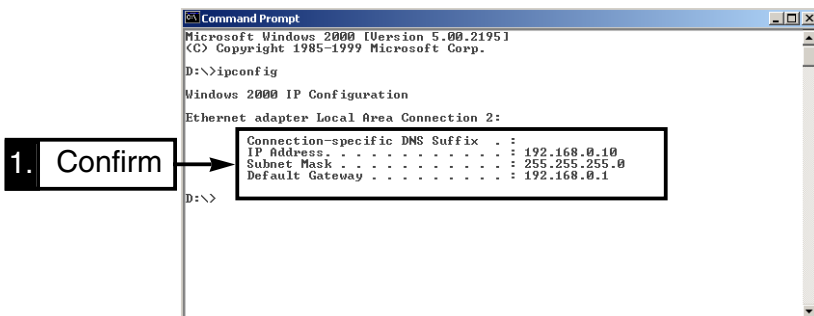 Command Prompt
Microsoft Windows 2000 [Version 5.00.2195]
(C) Copyright 1985-1999 Microsoft Corp.
D:\>ipconfig
Windows 2000 IP Configuration
Ethernet adapter Local Area Connection 2:
Connection-specific DNS Suffix . :
IP Address. . . . . . . . . . . . : 192.168.0.10
Subnet Mask . . . . . . . . . . . : 255.255.255.0
Default Gateway . . . . . . . . . : 192.168.0.1
1. Confirm
D:\>